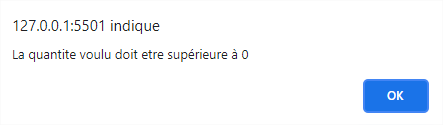 127.0.0.1:5501 indique
La quantite voulu doit etre supérieure à 0
OK